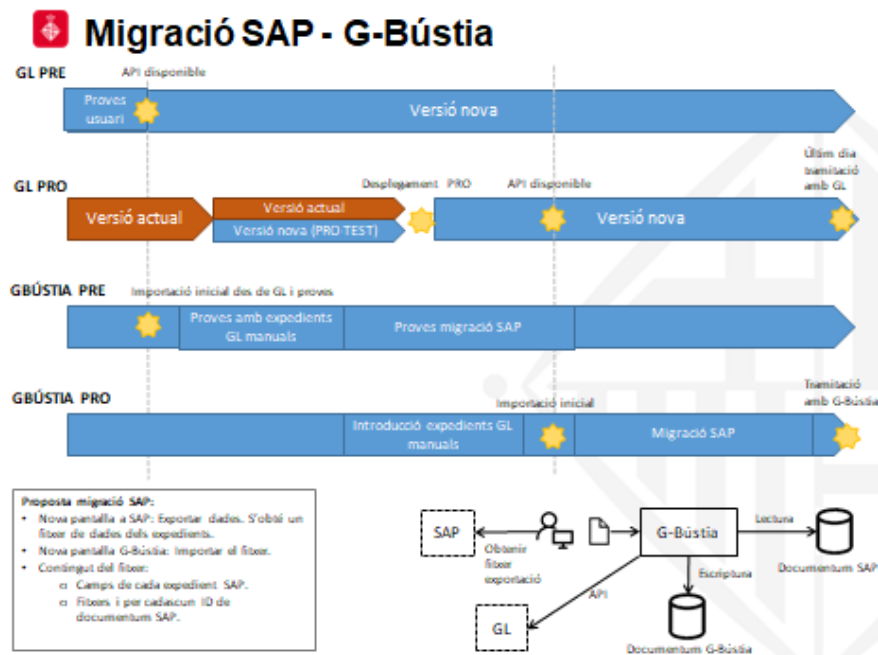 Migració SAP - G-Bústia
GL PRE
API disponible
Proves
usuari
Versió nova
Últim dia
tramitació
amb GL
GL PRO
Desplegament PRO
API disponible
Versió actual
Versió actual
Versió nova (PRO TEST)
Versió nova
GBÚSTIA PRE
Importació inicial des de GL i proves
Proves amb expedients
GL manuals
Proves migració SAP
GBÚSTIA PRO
Importació inicial
Tramitació
amb G-Bústia
Introducció expedients GL
manuals
Migració SAP
Proposta migració SAP:
• Nova pantalla a SAP: Exportar dades. S'obté un
fitxer de dades dels expedients.
• Nova pantalla G-Bústia: Importar el fitxer.
• Contingut del fitxer:
o Camps de cada expedient SAP.
o Fitxers i per cadascun ID de
documentum SAP.
SAP
Obtenir
fitxer
exportació
G-Bústia
Lectura
Documentum SAP
Escriptura
API
GL
Documentum G-Bústia